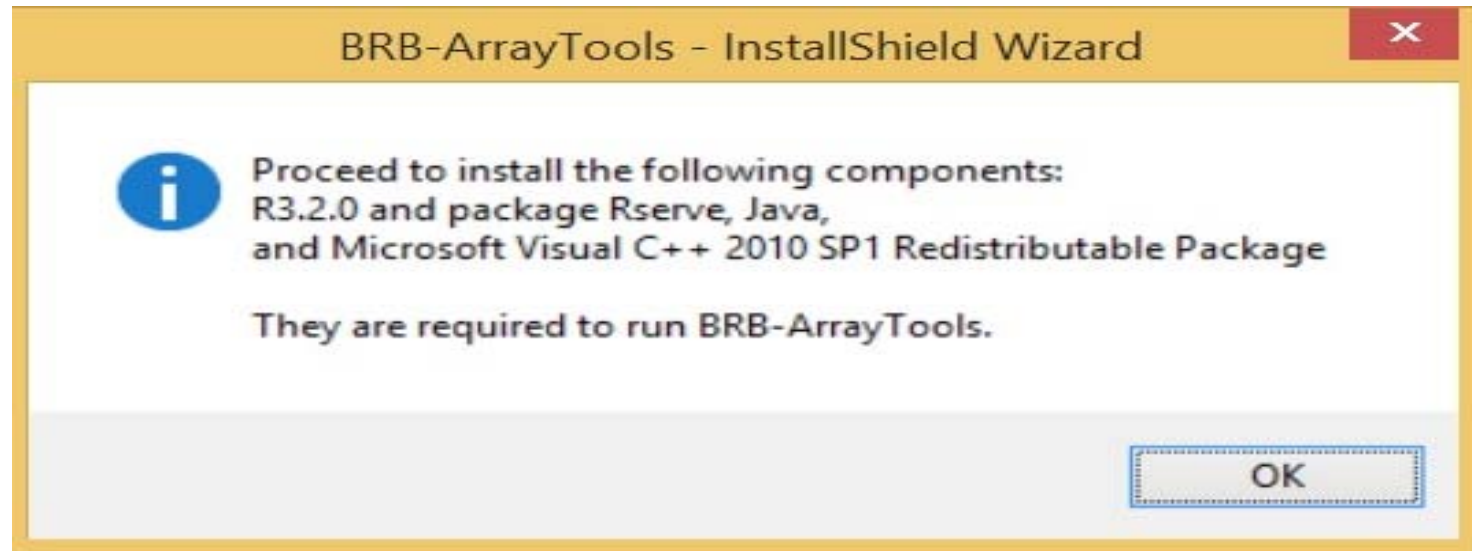 BRB-ArrayTools - InstallShield Wizard
Proceed to install the following components:
R3.2.0 and package Rserve, Java,
and Microsoft Visual C++ 2010 SP1 Redistributable Package
They are required to run BRB-ArrayTools.
OK